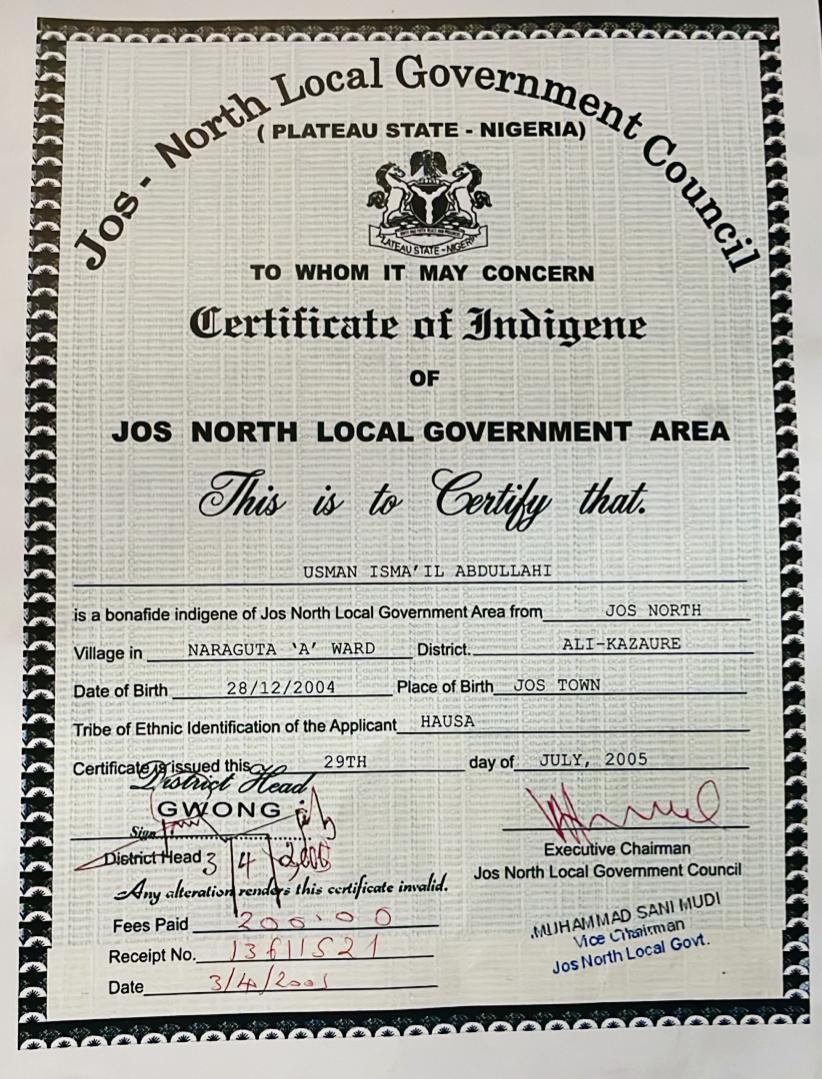 Jos - North Local Government Council
( PLATEAU STATE - NIGERIA)
PLATEAU STATE - NIGERIA
TO WHOM IT MAY CONCERN
Certificate of Indigene
OF
JOS NORTH LOCAL GOVERNMENT AREA
This is to Certify that.
USMAN ISMA'IL ABDULLAHI
is a bonafide indigene of Jos North Local Government Area from JOS NORTH
Village in NARAGUTA 'A' WARD District. ALI-KAZAURE
Date of Birth 28/12/2004 Place of Birth JOS TOWN
Tribe of Ethnic Identification of the Applicant HAUSA
Certificate is issued this 29TH day of JULY, 2005
District Head
GWONG
Sign
District Head 3/4/
Executive Chairman
Jos North Local Government Council
Any alteration renders this certificate invalid.
Fees Paid 200.00
Receipt No. 13611521
Date 3/4/
MUHAMMAD SANI MUDI
Vice Chairman
Jos North Local Govt.